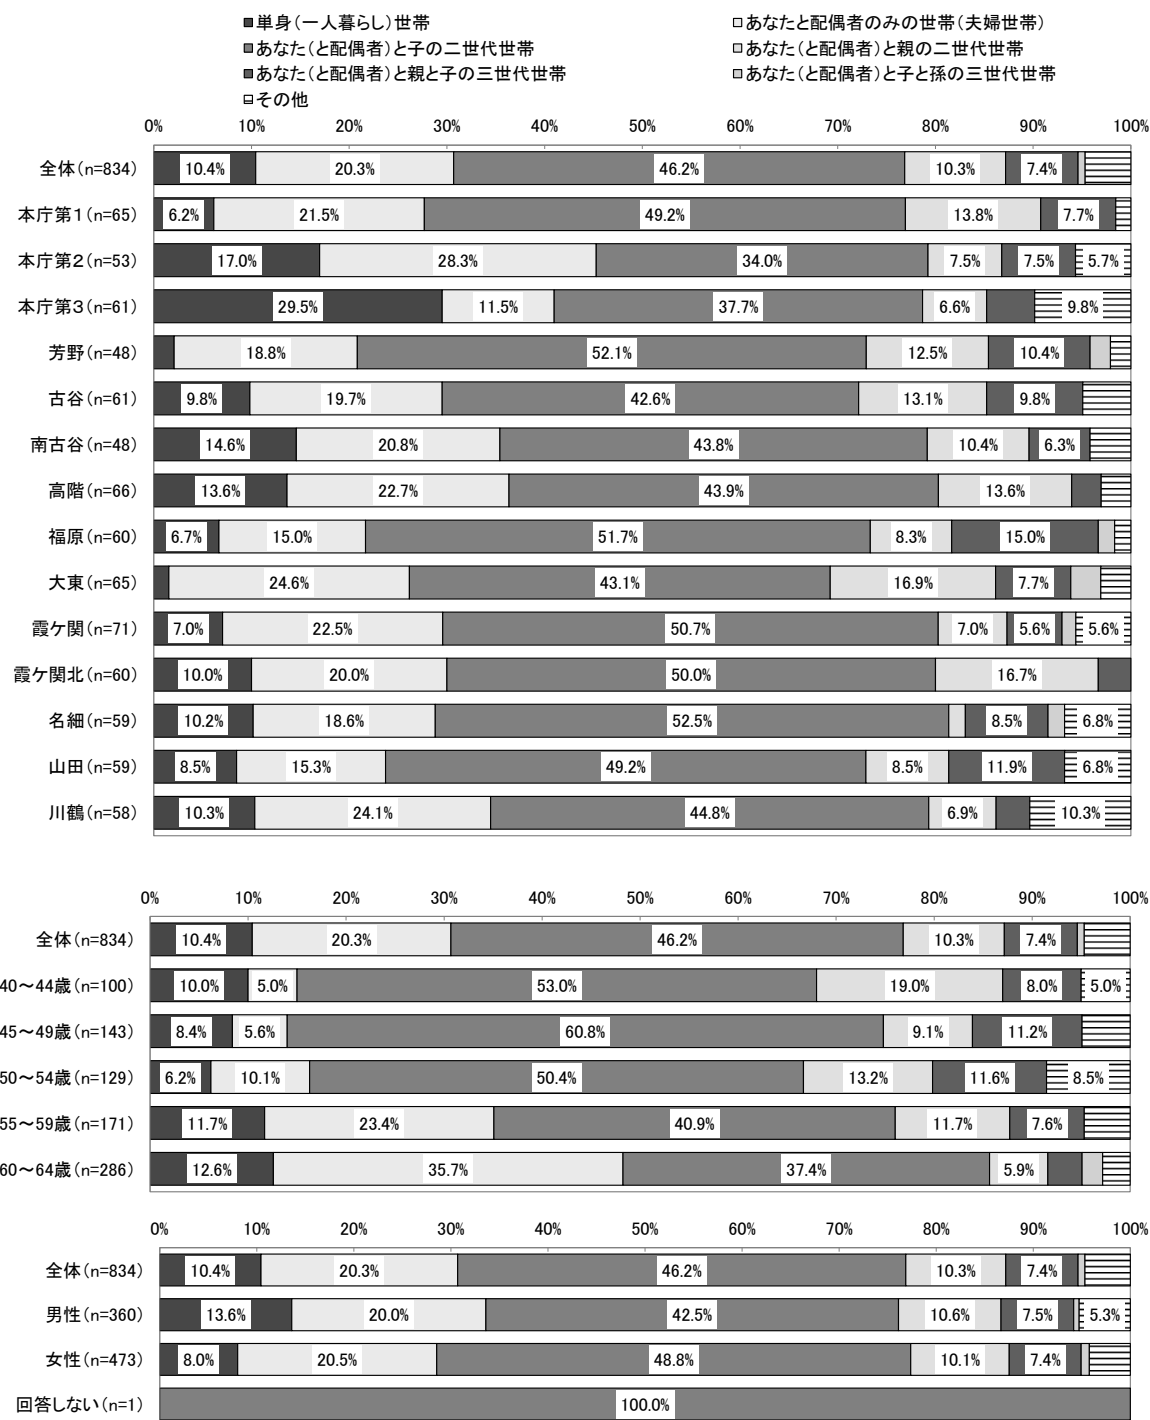 ■単身（一人暮らし）世帯 □あなたと配偶者のみの世帯（夫婦世帯）
■あなた（と配偶者）と子の二世代世帯 □あなた（と配偶者）と親の二世代世帯
■あなた（と配偶者）と親と子の三世代世帯 □あなた（と配偶者）と子と孫の三世代世帯
その他
0% 10% 20% 30% 40% 50% 60% 70% 80% 90% 100%
全体（n=834） 10.4% 20.3% 46.2% 10.3% 7.4%
本庁第１（n=65） 6.2% 21.5% 49.2% 13.8% 7.7%
本庁第２（n=53） 17.0% 28.3% 34.0% 7.5% 7.5% 5.7%
本庁第３（n=61） 29.5% 11.5% 37.7% 6.6% 9.8%
芳野（n=48） 18.8% 52.1% 12.5% 10.4%
古谷（n=61） 9.8% 19.7% 42.6% 13.1% 9.8%
南古谷（n=48） 14.6% 20.8% 43.8% 10.4% 6.3%
高階（n=66） 13.6% 22.7% 43.9% 13.6%
福原（n=60） 6.7% 15.0% 51.7% 8.3% 15.0%
大東（n=65） 24.6% 43.1% 16.9% 7.7%
霞ケ関（n=71） 7.0% 22.5% 50.7% 7.0% 5.6% 5.6%
霞ケ関北（n=60） 10.0% 20.0% 50.0% 16.7%
名細（n=59） 10.2% 18.6% 52.5% 8.5% 6.8%
山田（n=59） 8.5% 15.3% 49.2% 8.5% 11.9% 6.8%
川鶴（n=58） 10.3% 24.1% 44.8% 6.9% 10.3%
0% 10% 20% 30% 40% 50% 60% 70% 80% 90% 100%
全体（n=834） 10.4% 20.3% 46.2% 10.3% 7.4%
40～44歳（n=100） 10.0% 5.0% 53.0% 19.0% 8.0% 5.0%
45～49歳（n=143） 8.4% 5.6% 60.8% 9.1% 11.2%
50～54歳（n=129） 6.2% 10.1% 50.4% 13.2% 11.6% 8.5%
55～59歳（n=171） 11.7% 23.4% 40.9% 11.7% 7.6%
60～64歳（n=286） 12.6% 35.7% 37.4% 5.9%
0% 10% 20% 30% 40% 50% 60% 70% 80% 90% 100%
全体（n=834） 10.4% 20.3% 46.2% 10.3% 7.4%
男性（n=360） 13.6% 20.0% 42.5% 10.6% 7.5% 5.3%
女性（n=473） 8.0% 20.5% 48.8% 10.1% 7.4%
回答しない（n=1） 100.0%